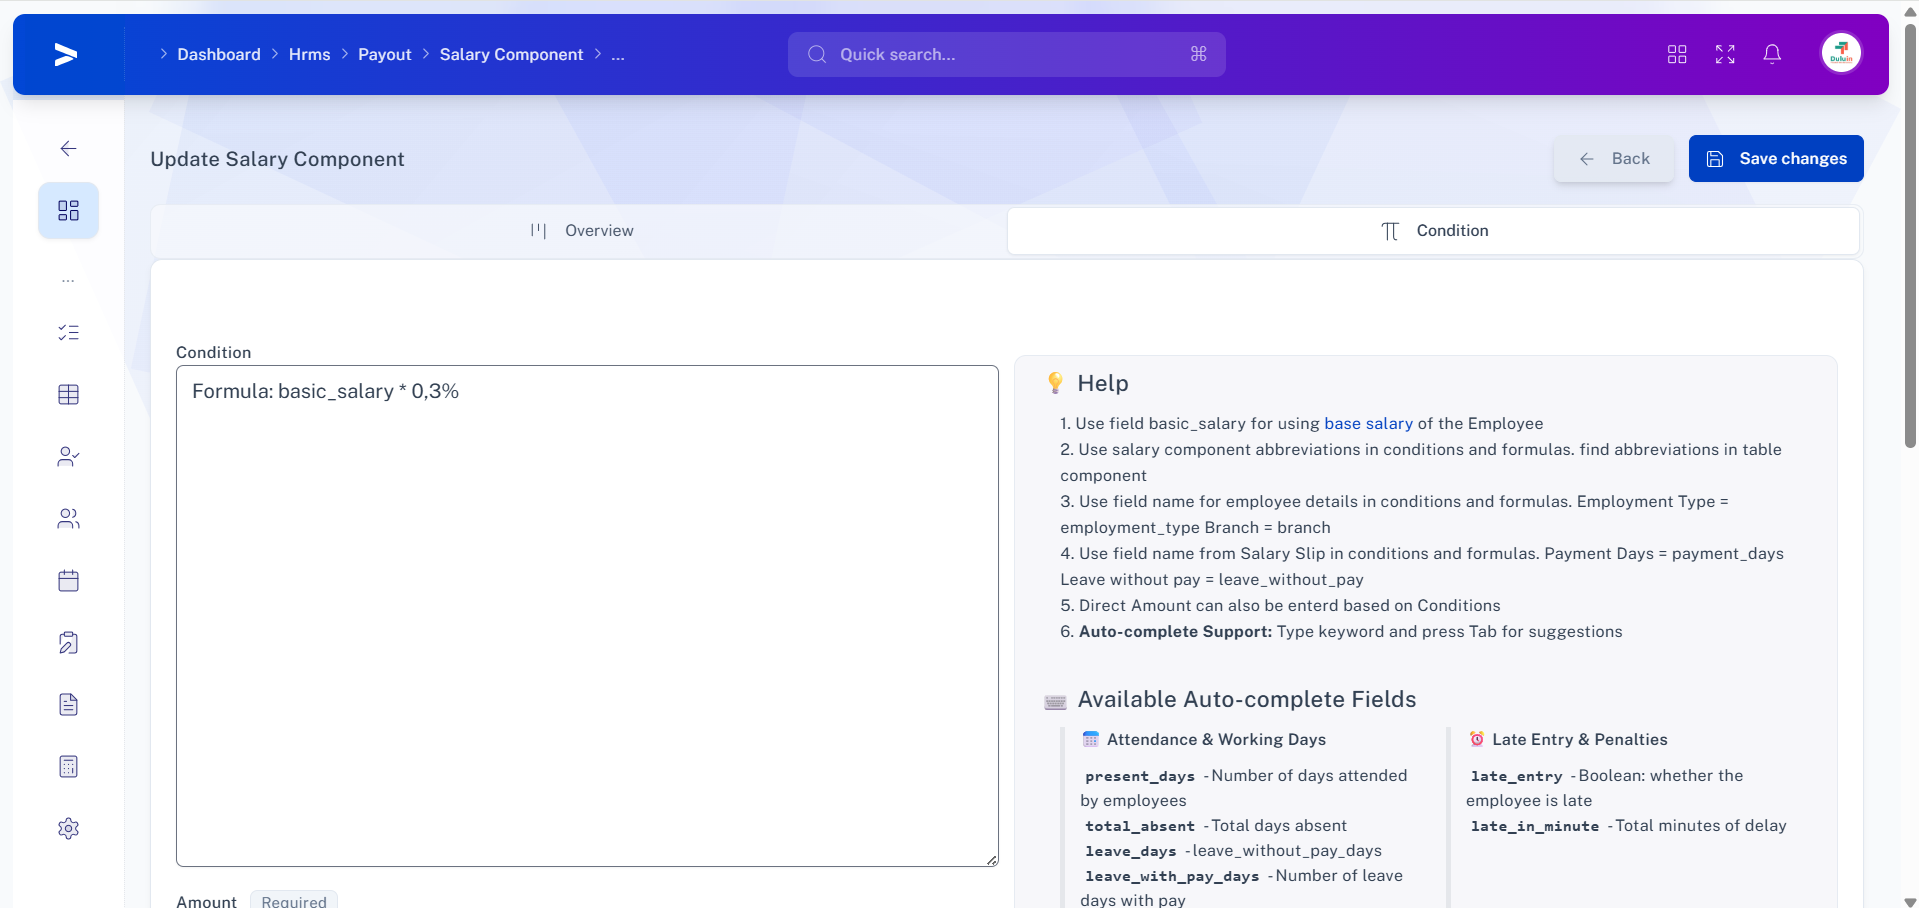 Dashboard
Hrms
Payout
Salary Component
...
Quick search...
⌘
Duluin
Update Salary Component
Back
Save changes
Overview
Condition
...
Condition
Formula: basic_salary * 0,3%
Amount
Required
Help
1. Use field basic_salary for using base salary of the Employee
2. Use salary component abbreviations in conditions and formulas. find abbreviations in table
component
3. Use field name for employee details in conditions and formulas. Employment Type =
employment_type Branch = branch
4. Use field name from Salary Slip in conditions and formulas. Payment Days = payment_days
Leave without pay = leave_without_pay
5. Direct Amount can also be enterd based on Conditions
6. Auto-complete Support: Type keyword and press Tab for suggestions
Available Auto-complete Fields
Attendance & Working Days
present_days - Number of days attended
by employees
total_absent - Total days absent
leave_days - leave_without_pay_days
leave_with_pay_days - Number of leave
days with pay
Late Entry & Penalties
late_entry - Boolean: whether the
employee is late
late_in_minute - Total minutes of delay